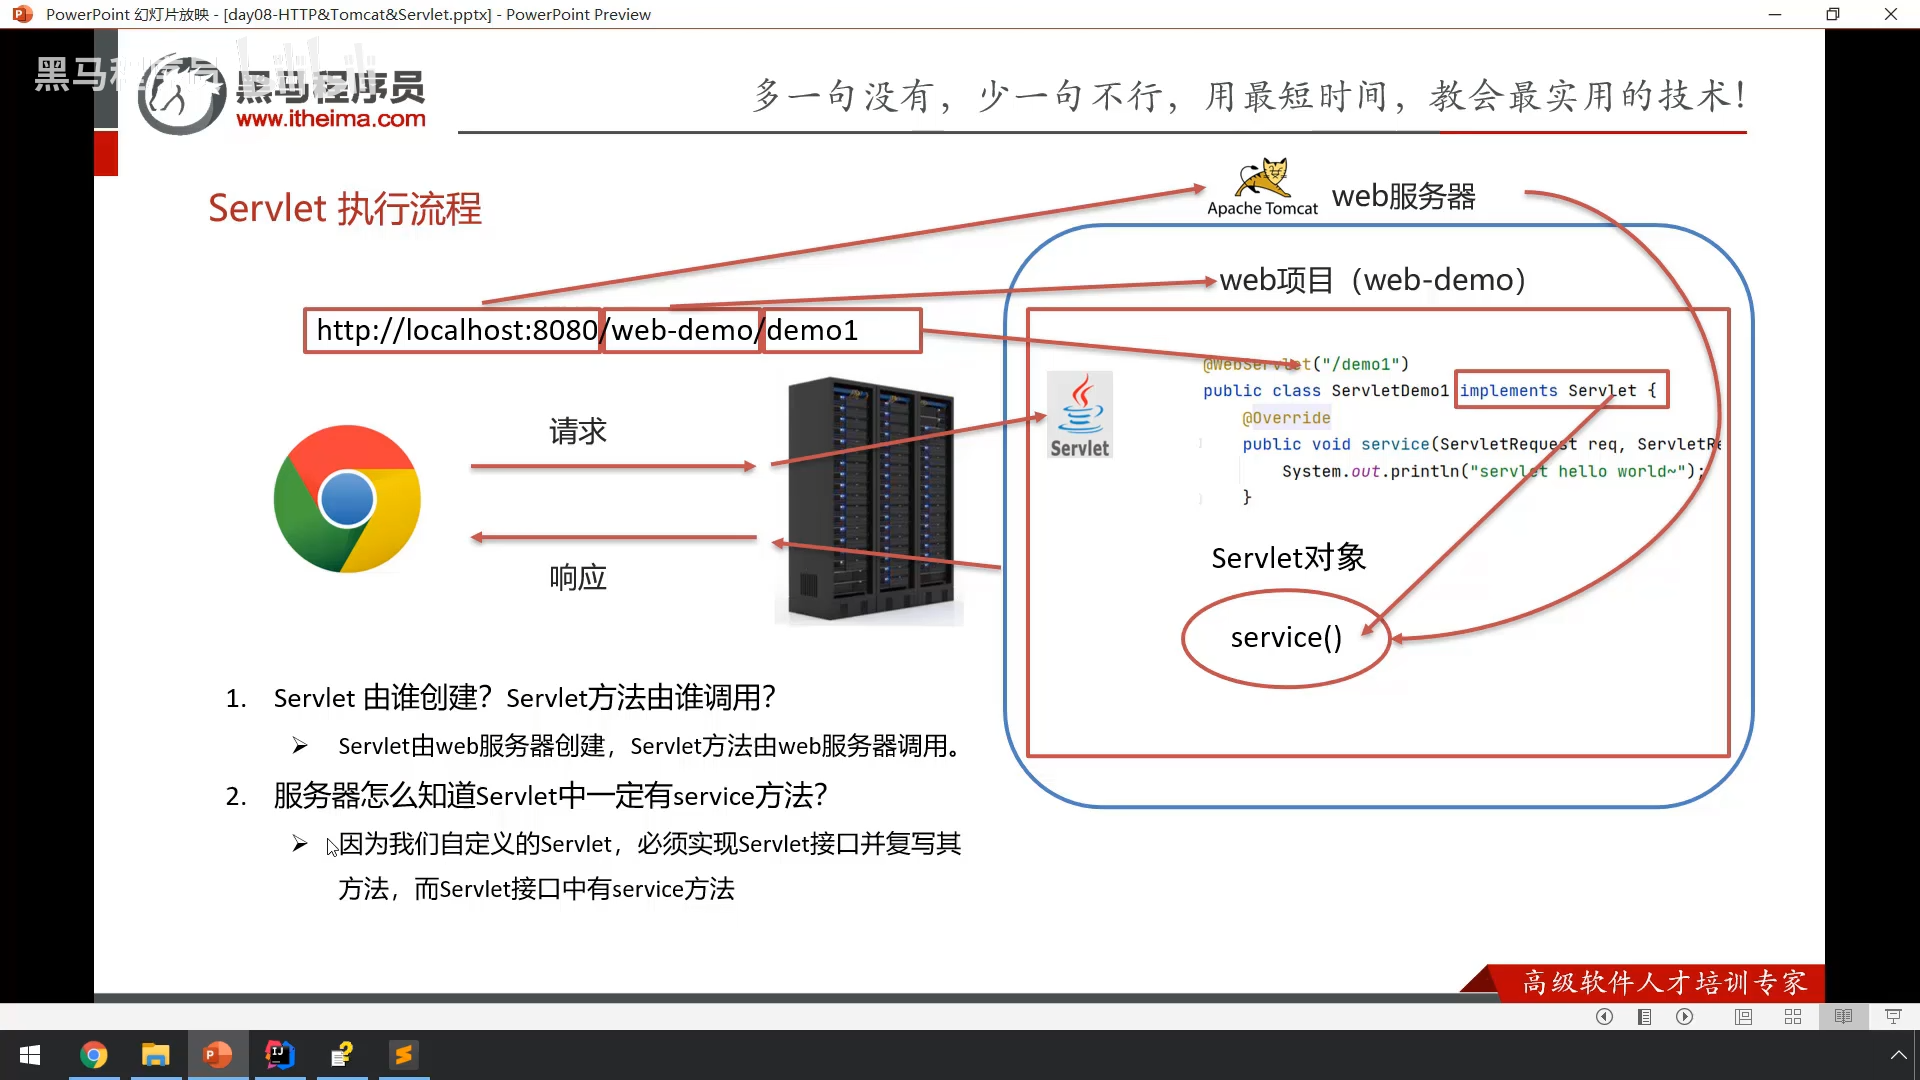 PowerPoint 幻灯片放映 - [day08-HTTP&Tomcat&Servlet.pptx] - PowerPoint Preview
黑马程序员
黑马程序员
www.itheima.com
多一句没有，少一句不行，用最短时间，教会最实用的技术！
Servlet 执行流程
Apache Tomcat
web服务器
web项目（web-demo）
http://localhost:8080/web-demo/demo1
@WebServlet("/demo1")
public class ServletDemo1 implements Servlet {
@Override
public void service(ServletRequest req, ServletRe
System.out.println("servlet hello world~");
}
请求
Servlet
响应
Servlet对象
service()
1. Servlet 由谁创建？Servlet方法由谁调用？
➢ Servlet由web服务器创建，Servlet方法由web服务器调用。
2. 服务器怎么知道Servlet中一定有service方法？
➢ 因为我们自定义的Servlet，必须实现Servlet接口并复写其
方法，而Servlet接口中有service方法
高级软件人才培训专家